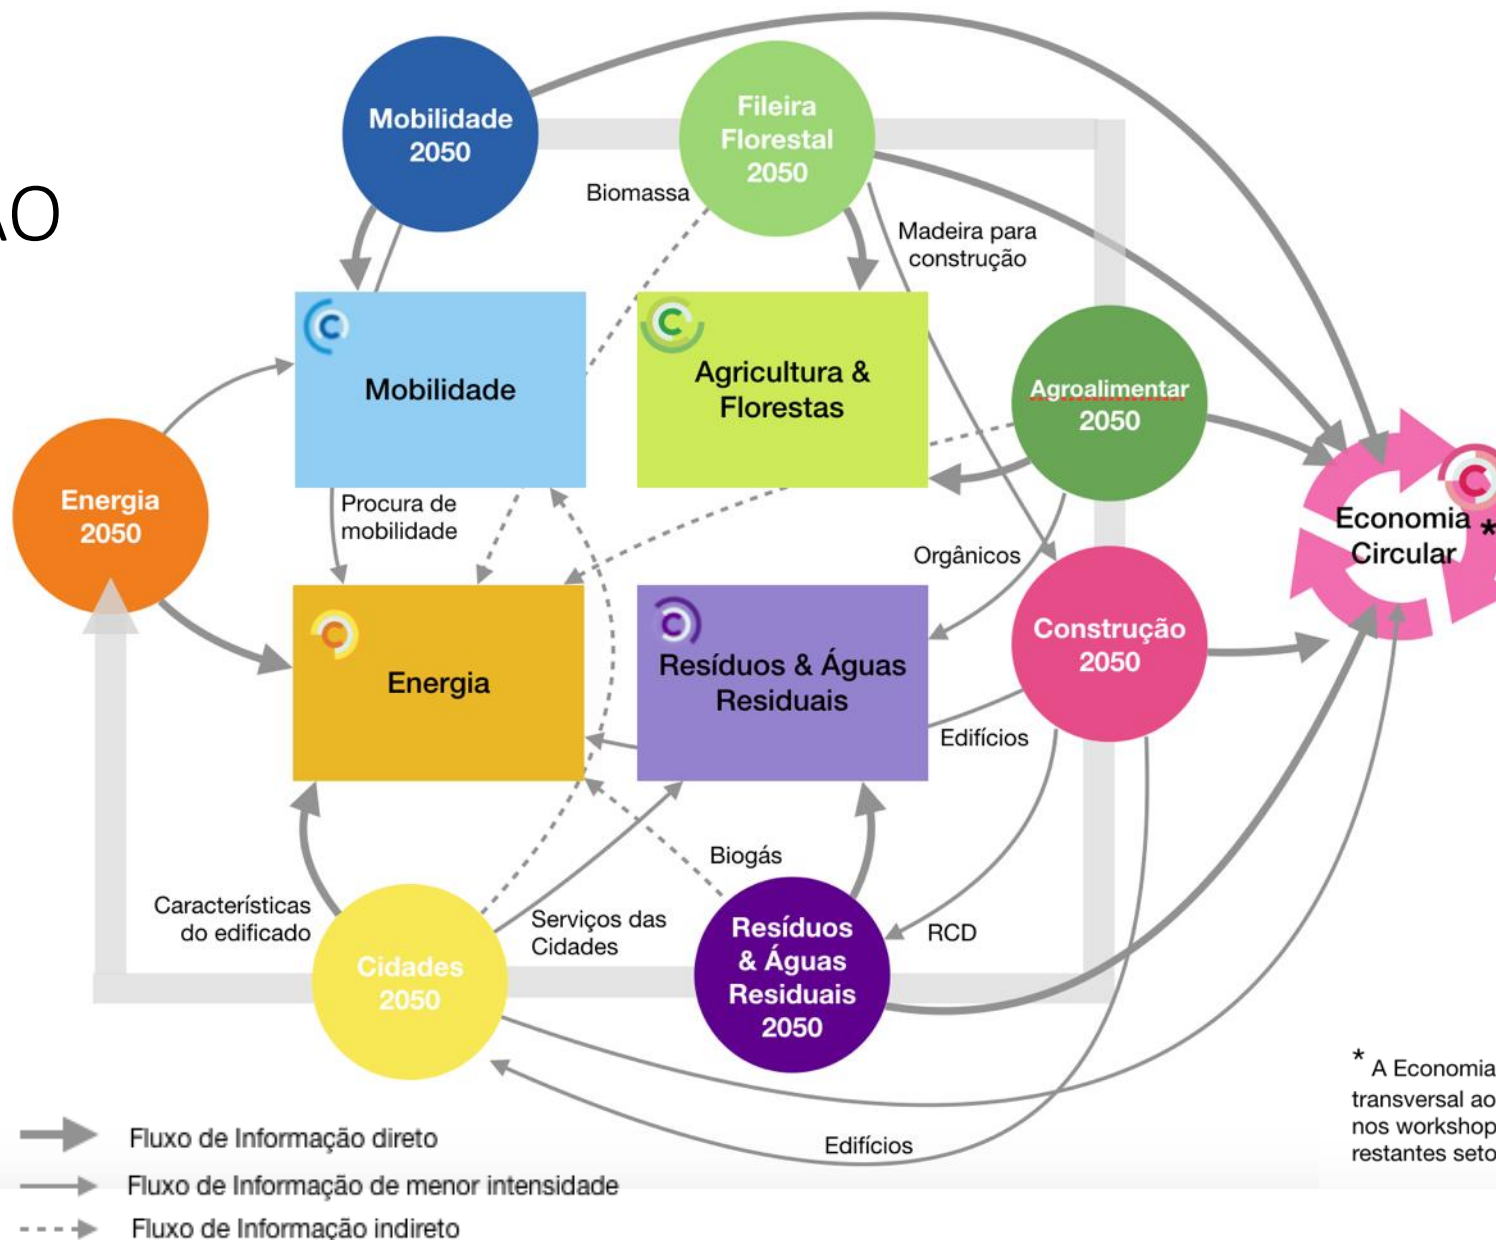 ÃO
Mobilidade
2050
Fileira
Florestal
2050
Biomassa
Madeira para
construção
Mobilidade
Agricultura &
Florestas
Agroalimentar
2050
Energia
2050
Procura de
mobilidade
Economia
Circular
*
Orgânicos
Energia
Resíduos & Águas
Residuais
Construção
2050
Edifícios
Biogás
Características
do edificado
Serviços das
Cidades
RCD
Cidades
2050
Resíduos
& Águas
Residuais
2050
Edifícios
* A Economia
transversal ao
nos workshop
restantes seto
Fluxo de Informação direto
Fluxo de Informação de menor intensidade
Fluxo de Informação indireto